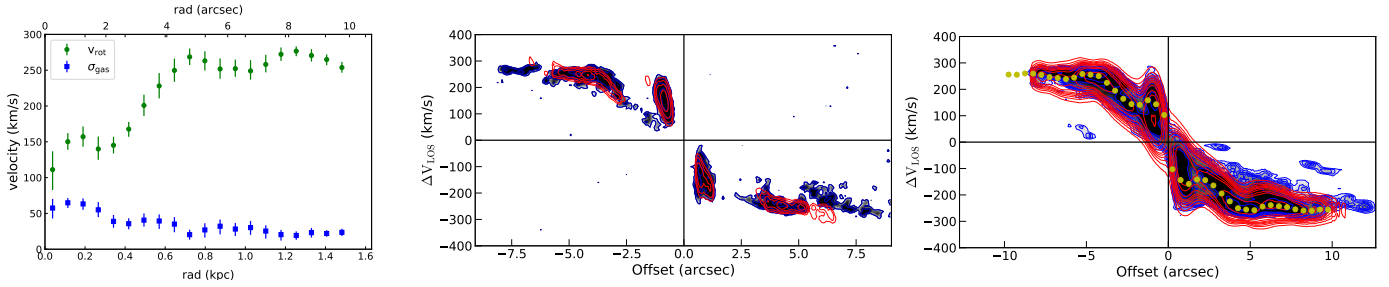 rad (arcsec)
0 2 4 6 8 10
300
250
200
150
100
50
0
velocity (km/s)
v_rot
σ_gas
0.0 0.2 0.4 0.6 0.8 1.0 1.2 1.4 1.6
rad (kpc)
400
300
200
100
0
−100
−200
−300
−400
ΔV_LOS (km/s)
−7.5 −5.0 −2.5 0.0 2.5 5.0 7.5
Offset (arcsec)
400
300
200
100
0
−100
−200
−300
−400
ΔV_LOS (km/s)
−10 −5 0 5 10
Offset (arcsec)